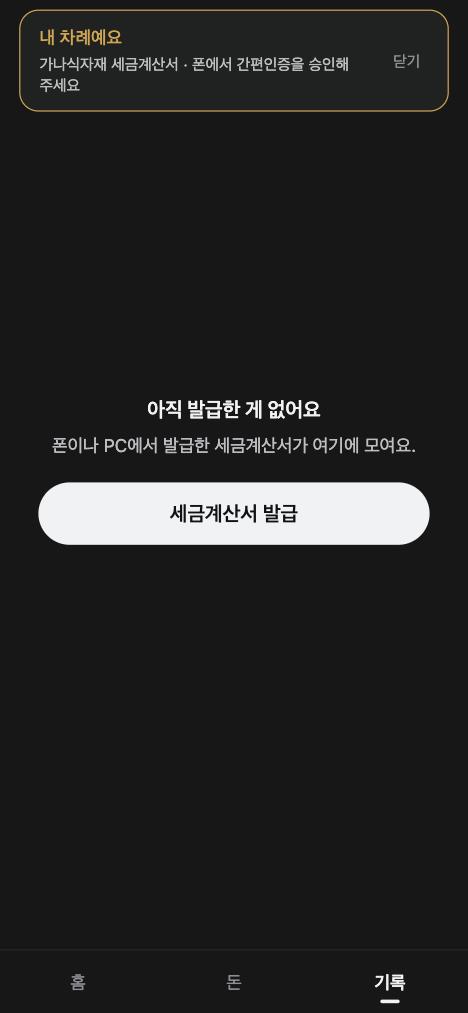 내 차례예요
가나식자재 세금계산서 · 폰에서 간편인증을 승인해
주세요
닫기
아직 발급한 게 없어요
폰이나 PC에서 발급한 세금계산서가 여기에 모여요.
세금계산서 발급
홈
돈
기록